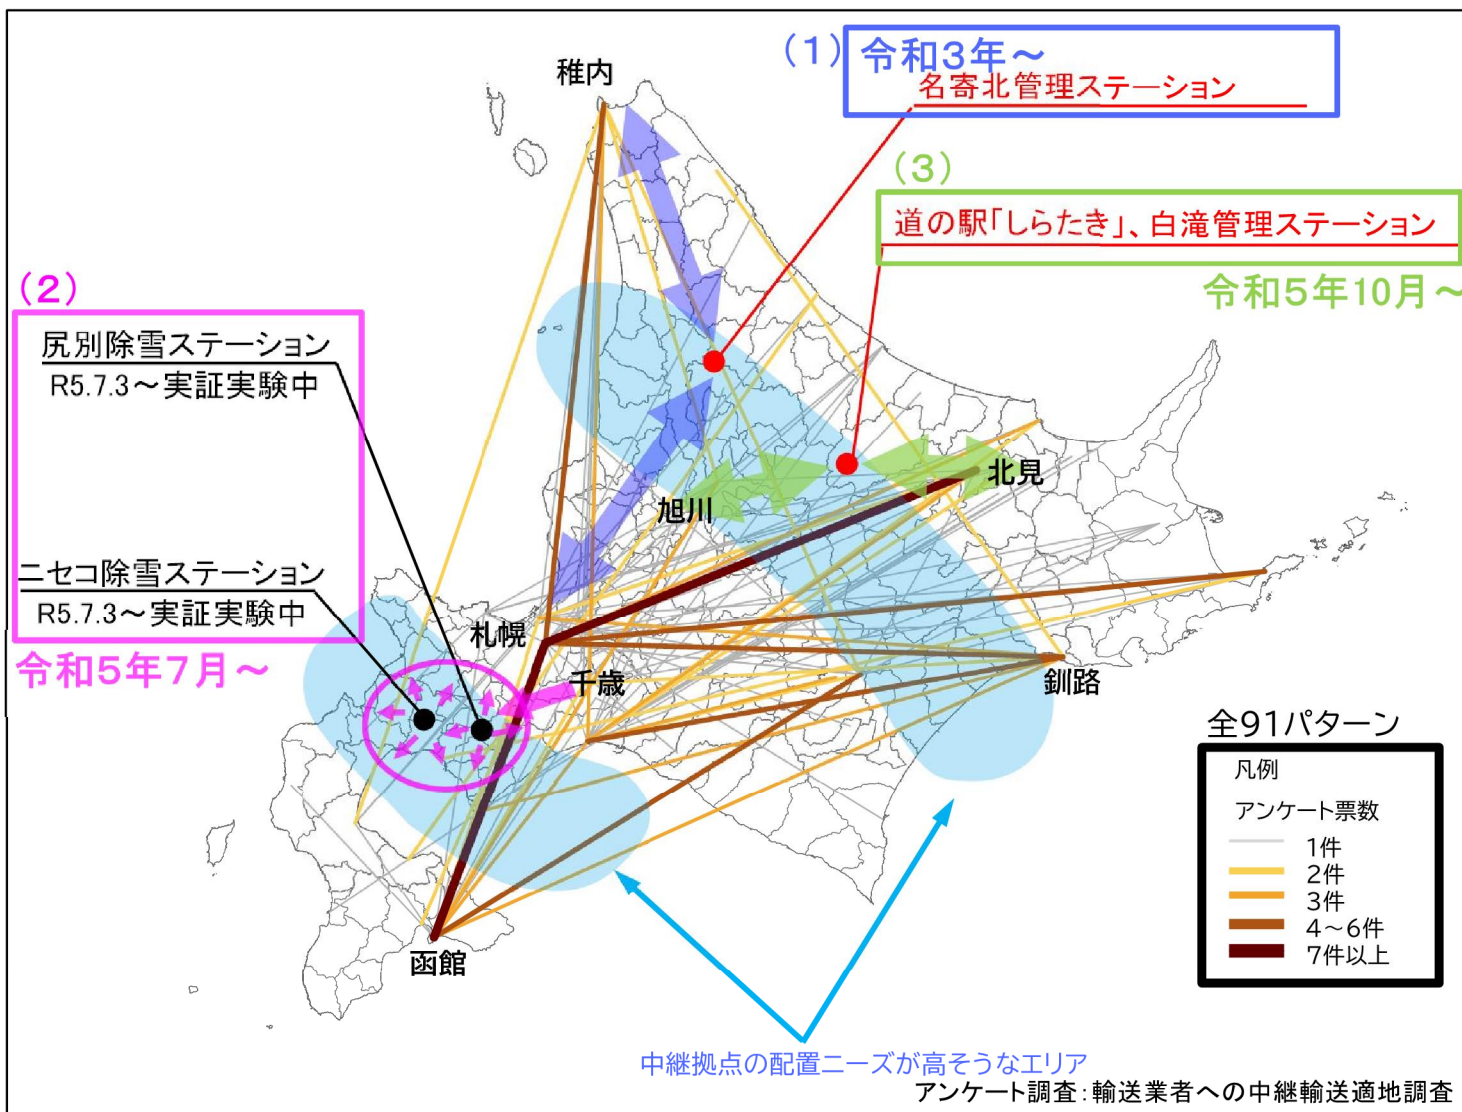 (1)
令和3年～
名寄北管理ステーション
(3)
道の駅「しらたき」、白滝管理ステーション
令和5年10月～
(2)
尻別除雪ステーション
R5.7.3～実証実験中
ニセコ除雪ステーション
R5.7.3～実証実験中
令和5年7月～
稚内
旭川
北見
札幌
千歳
釧路
函館
全91パターン
凡例
アンケート票数
1件
2件
3件
4～6件
7件以上
中継拠点の配置ニーズが高そうなエリア
アンケート調査：輸送業者への中継輸送適地調査